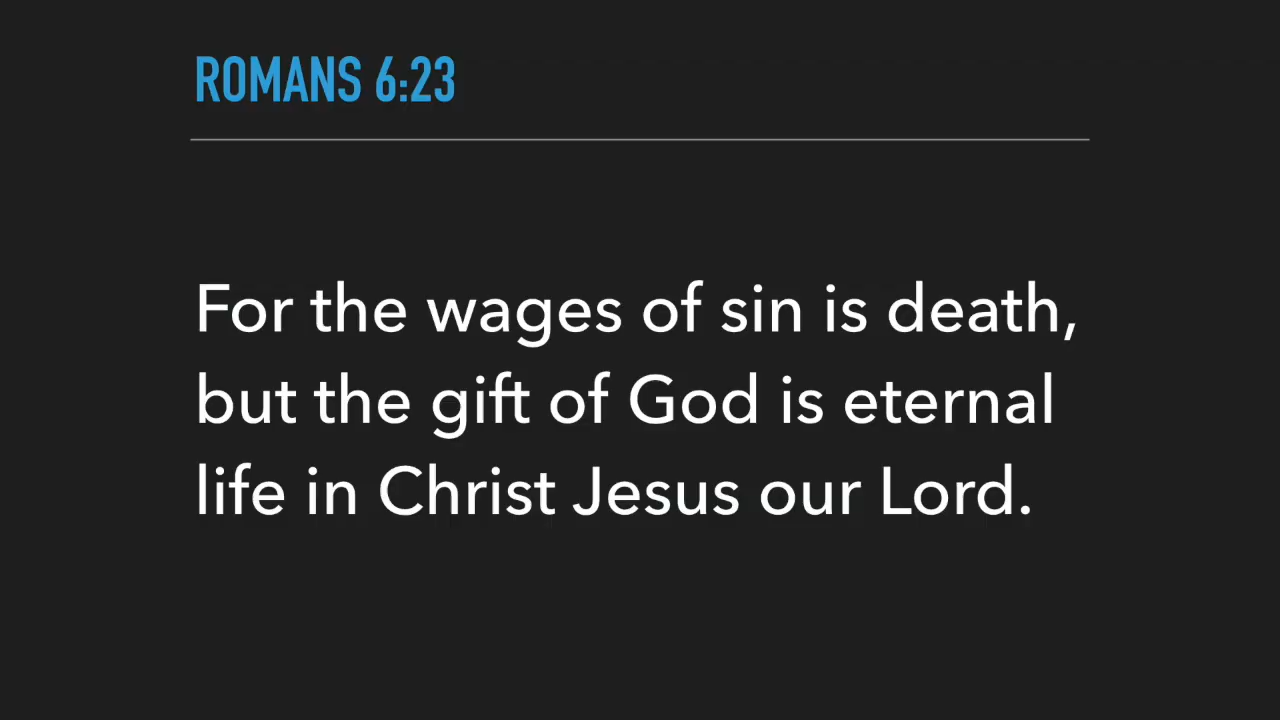 ROMANS 6:23
For the wages of sin is death,
but the gift of God is eternal
life in Christ Jesus our Lord.